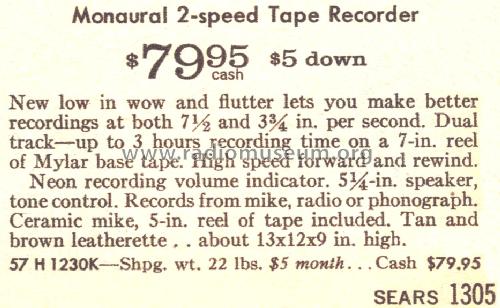 Monaural 2-speed Tape Recorder
$79.95 cash $5 down
New low in wow and flutter lets you make better
recordings at both 7½ and 3¾ in. per second. Dual
track—up to 3 hours recording time on a 7-in. reel
of Mylar base tape. High speed forward and rewind.
www.radiomuseum.org
Neon recording volume indicator. 5¼-in. speaker,
tone control. Records from mike, radio or phonograph.
Ceramic mike, 5-in. reel of tape included. Tan and
brown leatherette . . about 13x12x9 in. high.
57 H 1230K—Shpg. wt. 22 lbs. $5 month . . . Cash $79.95
SEARS 1305